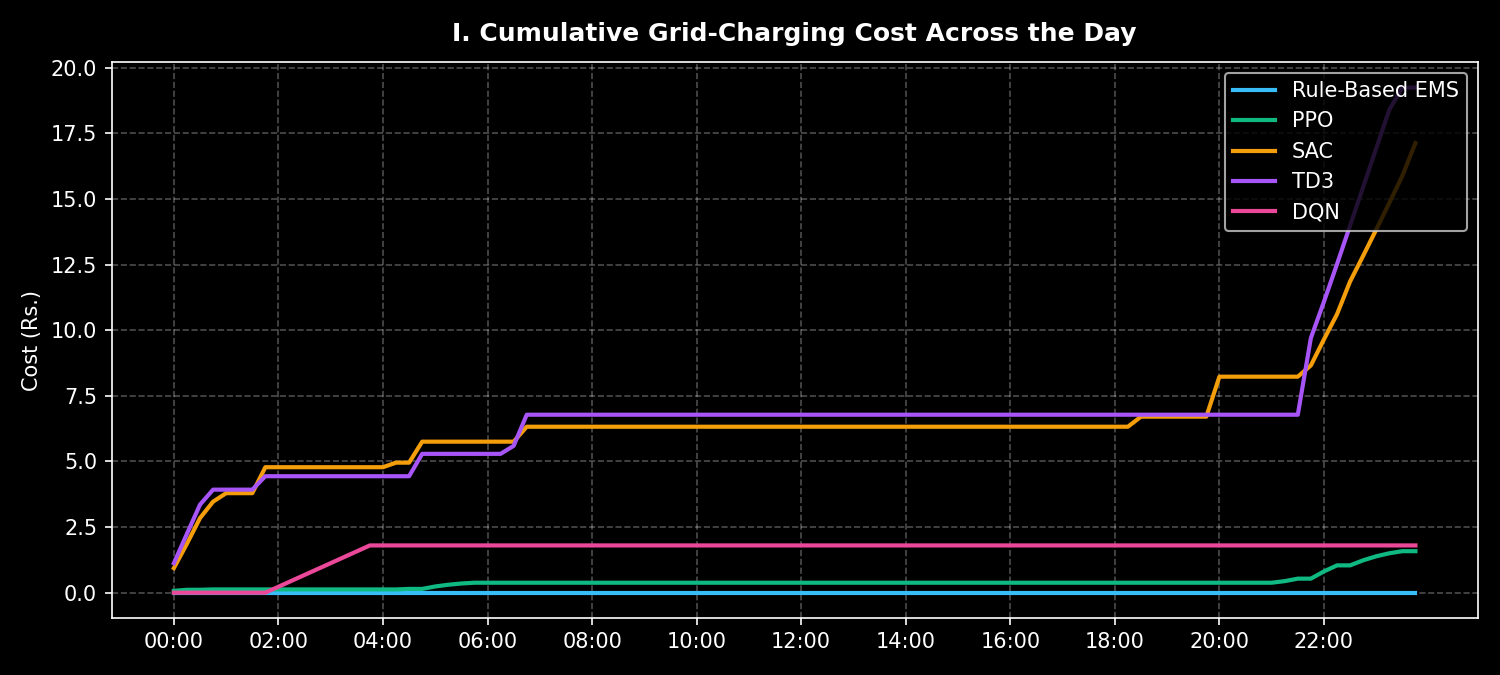 I. Cumulative Grid-Charging Cost Across the Day
20.0
17.5
15.0
12.5
10.0
7.5
5.0
2.5
0.0
Cost (Rs.)
Rule-Based EMS
PPO
SAC
TD3
DQN
00:00 02:00 04:00 06:00 08:00 10:00 12:00 14:00 16:00 18:00 20:00 22:00